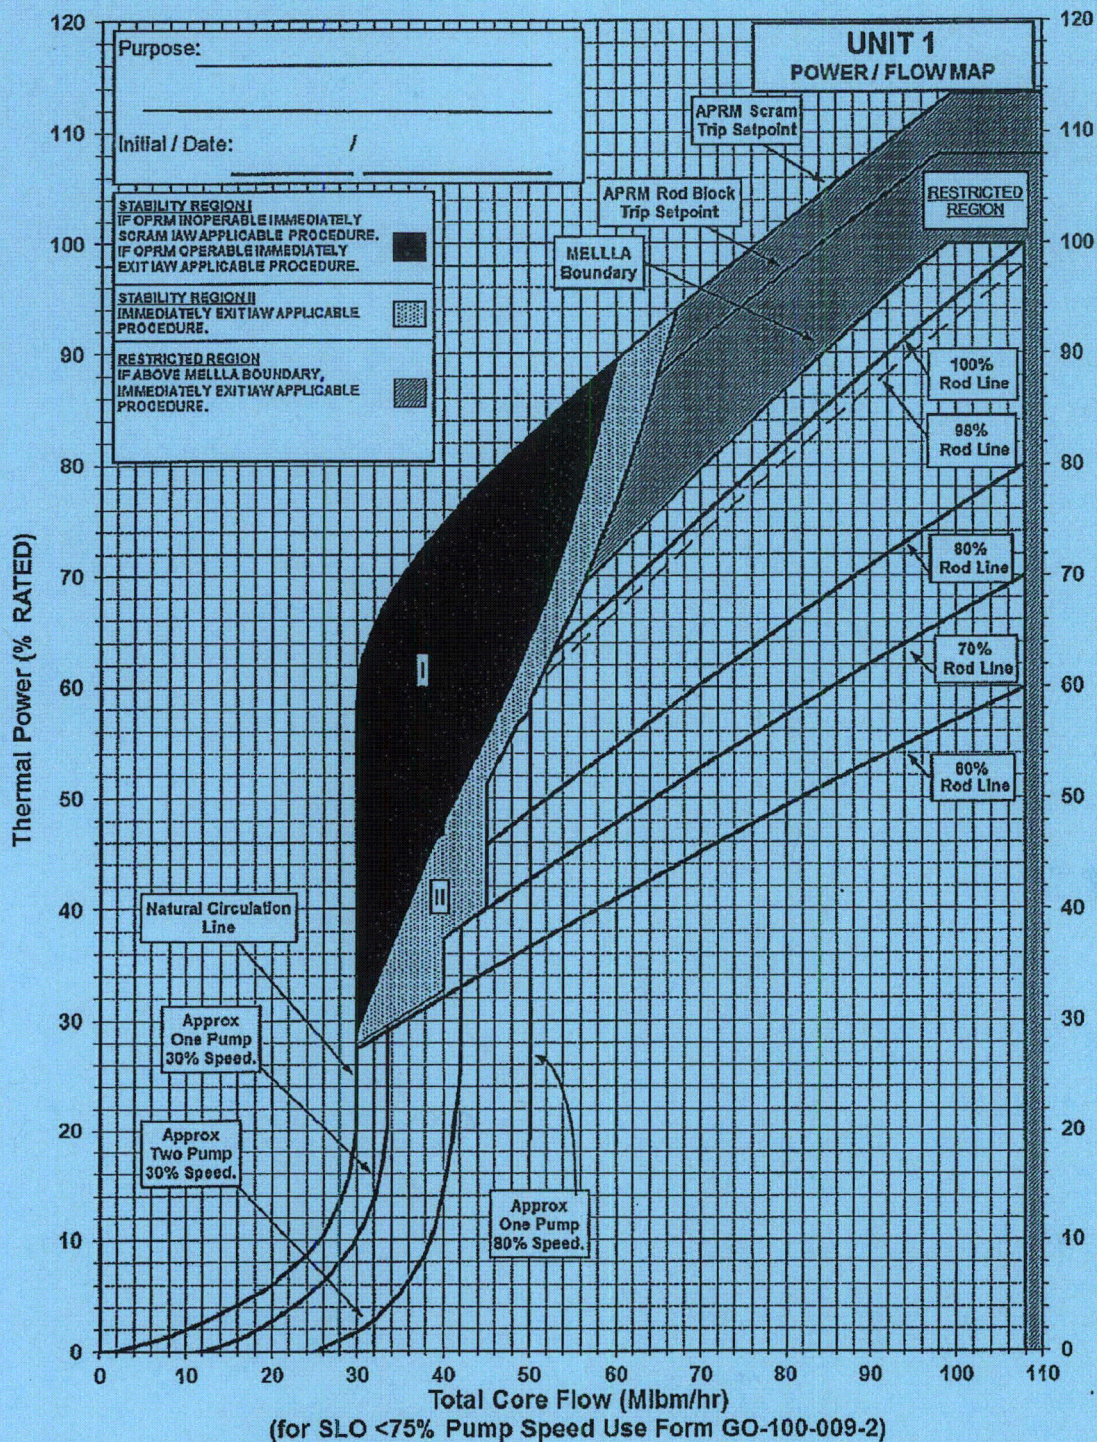 Purpose:
Initial / Date: /
UNIT 1
POWER / FLOW MAP
STABILITY REGION I
IF OPRM INOPERABLE IMMEDIATELY
SCRAM IAW APPLICABLE PROCEDURE.
IF OPRM OPERABLE IMMEDIATELY
EXIT IAW APPLICABLE PROCEDURE.
STABILITY REGION II
IMMEDIATELY EXIT IAW APPLICABLE
PROCEDURE.
RESTRICTED REGION
IF ABOVE MELLLA BOUNDARY,
IMMEDIATELY EXIT IAW APPLICABLE
PROCEDURE.
APRM Scram
Trip Setpoint
APRM Rod Block
Trip Setpoint
MELLLA
Boundary
RESTRICTED
REGION
100%
Rod Line
98%
Rod Line
80%
Rod Line
70%
Rod Line
60%
Rod Line
I
II
Natural Circulation
Line
Approx
One Pump
30% Speed.
Approx
Two Pump
30% Speed.
Approx
One Pump
80% Speed.
Thermal Power (% RATED)
120
110
100
90
80
70
60
50
40
30
20
10
0
120
110
100
90
80
70
60
50
40
30
20
10
0
0 10 20 30 40 50 60 70 80 90 100 110
Total Core Flow (Mlbm/hr)
(for SLO <75% Pump Speed Use Form GO-100-009-2)